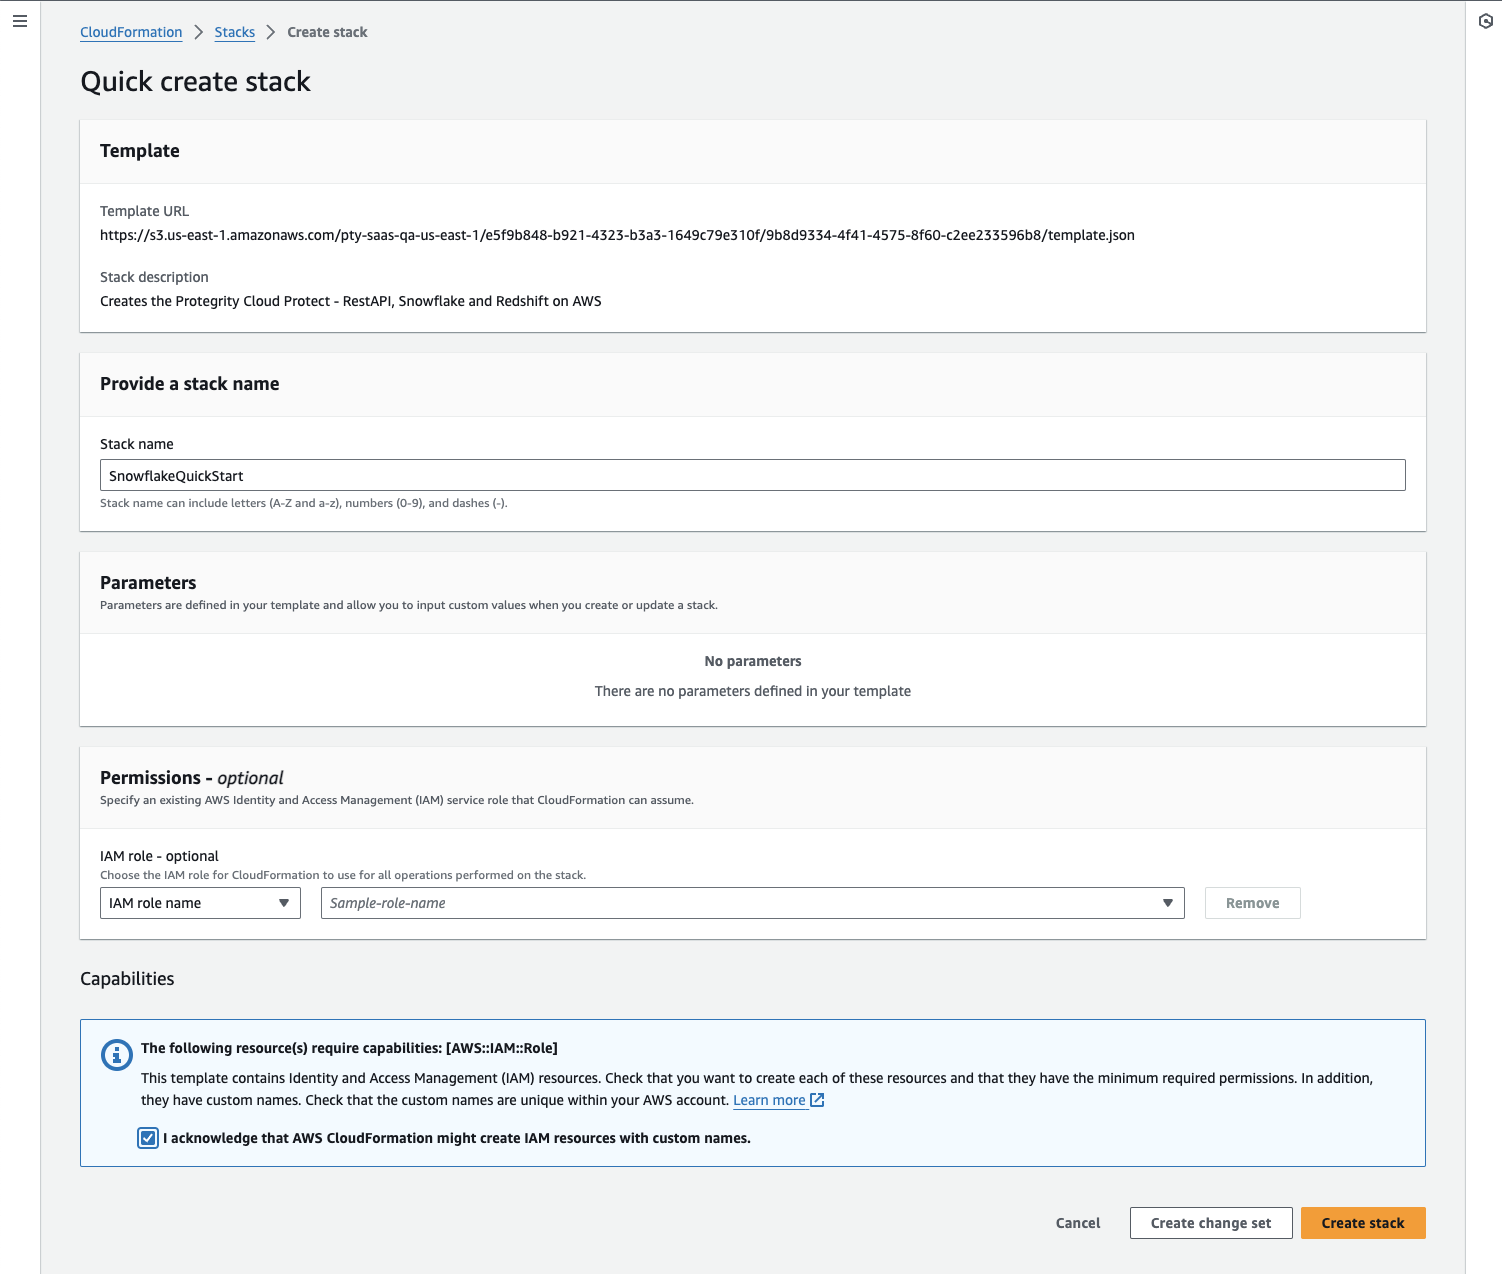 CloudFormation > Stacks > Create stack
Quick create stack
Template
Template URL
https://s3.us-east-1.amazonaws.com/pty-saas-qa-us-east-1/e5f9b848-b921-4323-b3a3-1649c79e310f/9b8d9334-4f41-4575-8f60-c2ee233596b8/template.json
Stack description
Creates the Protegrity Cloud Protect - RestAPI, Snowflake and Redshift on AWS
Provide a stack name
Stack name
SnowflakeQuickStart
Stack name can include letters (A-Z and a-z), numbers (0-9), and dashes (-).
Parameters
Parameters are defined in your template and allow you to input custom values when you create or update a stack.
No parameters
There are no parameters defined in your template
Permissions - optional
Specify an existing AWS Identity and Access Management (IAM) service role that CloudFormation can assume.
IAM role - optional
Choose the IAM role for CloudFormation to use for all operations performed on the stack.
IAM role name Sample-role-name Remove
Capabilities
The following resource(s) require capabilities: [AWS::IAM::Role]
This template contains Identity and Access Management (IAM) resources. Check that you want to create each of these resources and that they have the minimum required permissions. In addition,
they have custom names. Check that the custom names are unique within your AWS account. Learn more
I acknowledge that AWS CloudFormation might create IAM resources with custom names.
Cancel Create change set Create stack